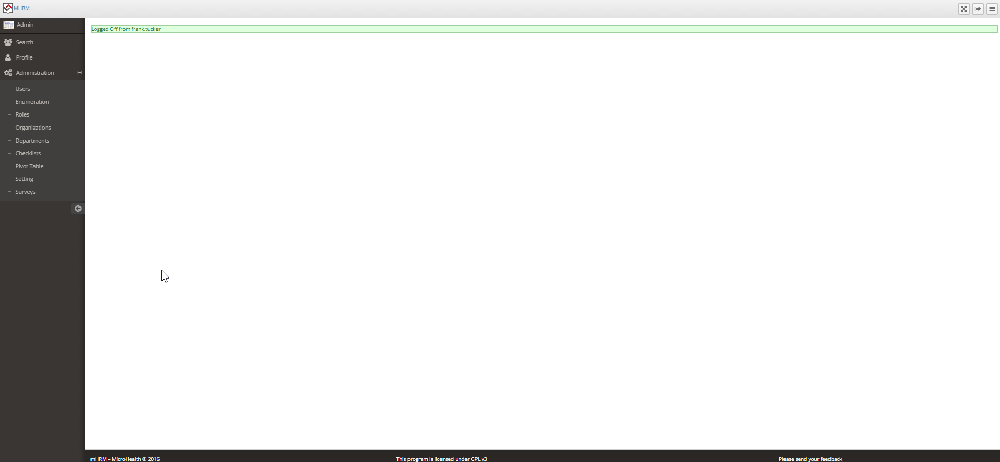 MHRM
Admin
Logged Off from frank.tucker
Search
Profile
Administration
Users
Enumeration
Roles
Organizations
Departments
Checklists
Pivot Table
Setting
Surveys
mHRM – MicroHealth © 2016
This program is licensed under GPL v3
Please send your feedback